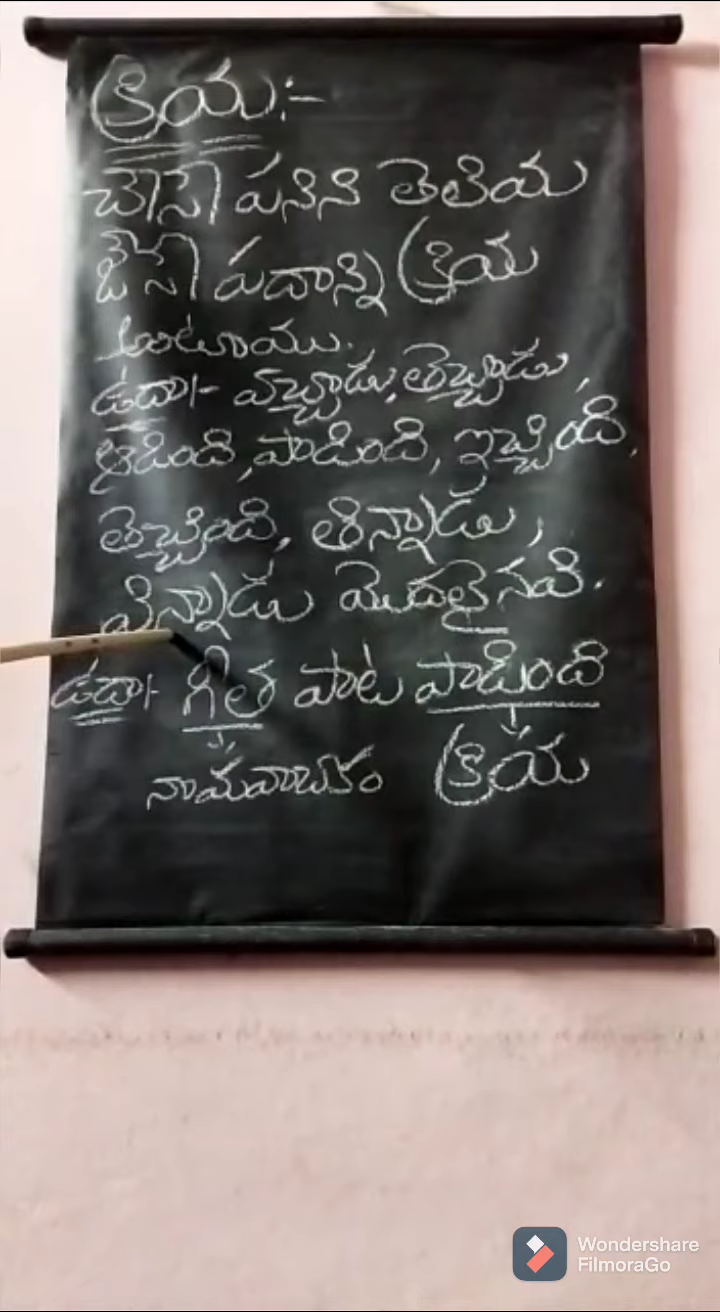 క్రియ:-
చేసే పనిని తెలియ
జేసే పదాన్ని క్రియ
అంటాము.
ఉదా:- వచ్చాడు, తెచ్చాడు,
ఆడింది, పాడింది, ఇచ్చింది,
తెచ్చింది, తిన్నాడు,
విన్నాడు మొదలైనవి.
ఉదా:- గీత పాట పాడింది
నామవాచకం క్రియ
Wondershare
FilmoraGo